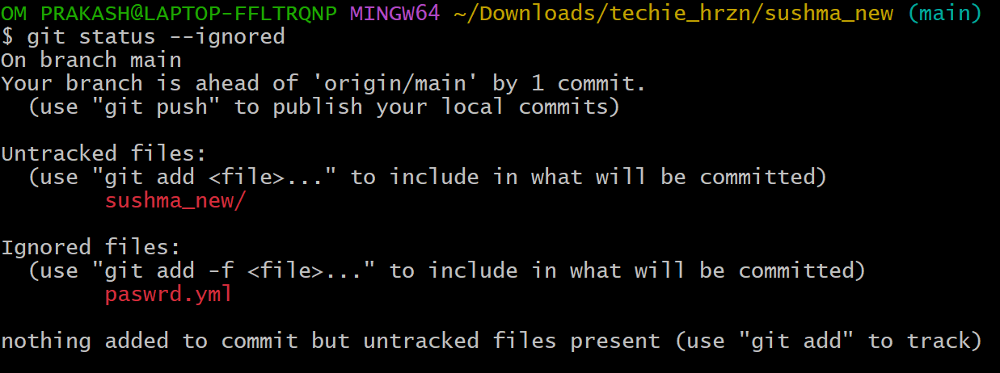 OM PRAKASH@LAPTOP-FFLTRQNP MINGW64 ~/Downloads/techie_hrzn/sushma_new (main)
$ git status --ignored
On branch main
Your branch is ahead of 'origin/main' by 1 commit.
  (use "git push" to publish your local commits)

Untracked files:
  (use "git add <file>..." to include in what will be committed)
        sushma_new/

Ignored files:
  (use "git add -f <file>..." to include in what will be committed)
        paswrd.yml

nothing added to commit but untracked files present (use "git add" to track)